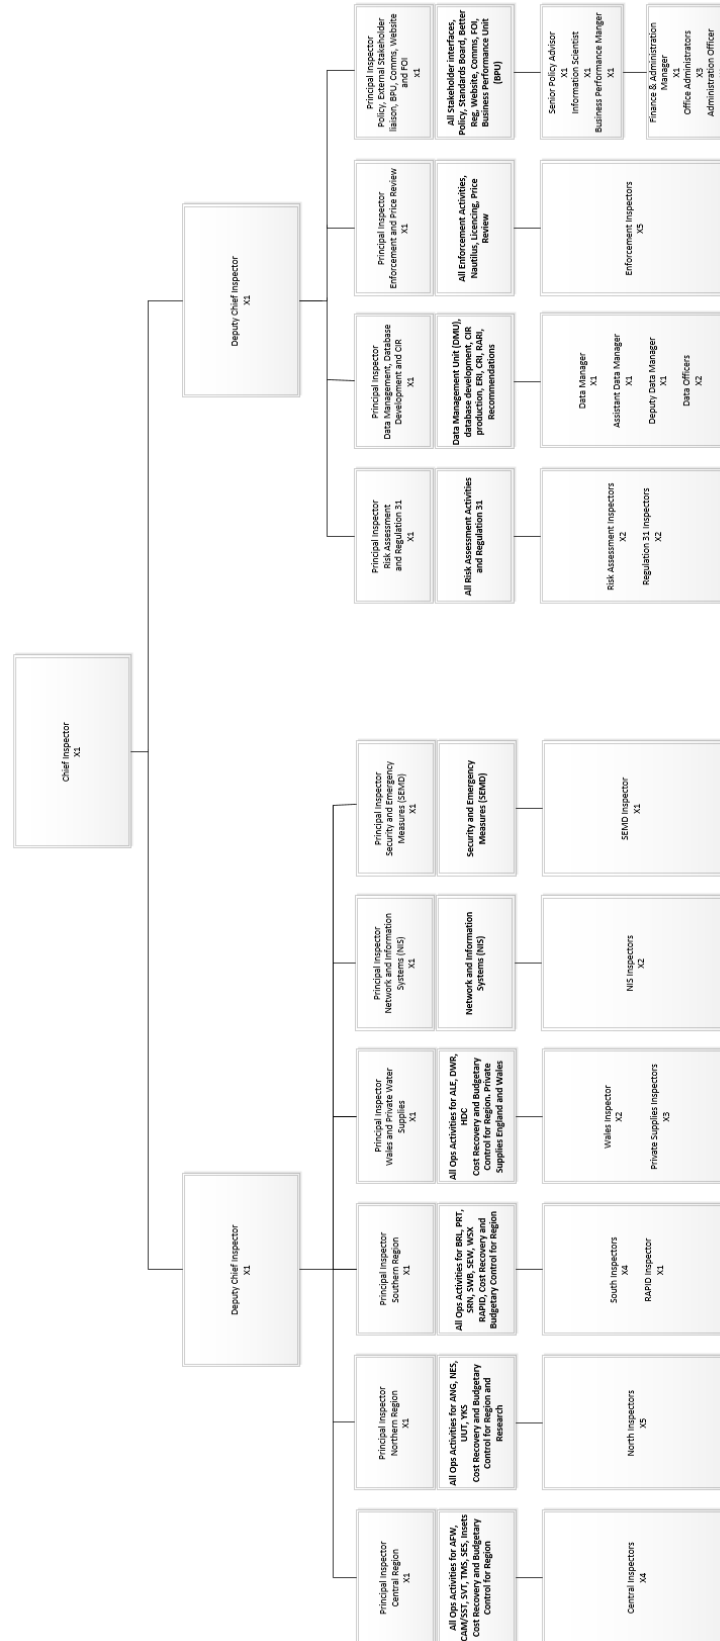 Chief Inspector
X1
Deputy Chief Inspector
X1
Deputy Chief Inspector
X1
Principal Inspector
Central Region
X1
All Ops Activities for AFW,
CAM/SST, SVT, TMS, SES, Insets
Cost Recovery and Budgetary
Control for Region
Central Inspectors
X4
Principal Inspector
Northern Region
X1
All Ops Activities for ANG, NES,
UUT, YKS
Cost Recovery and Budgetary
Control for Region and
Research
North Inspectors
X5
Principal Inspector
Southern Region
X1
All Ops Activities for BRL, PRT,
SRN, SWB, SEW, WSX
RAPID, Cost Recovery and
Budgetary Control for Region
South Inspectors
X4
RAPID Inspector
X1
Principal Inspector
Wales and Private Water
Supplies
X1
All Ops Activities for ALE, DWR,
HDC
Cost Recovery and Budgetary
Control for Region. Private
Supplies England and Wales
Wales Inspector
X2
Private Supplies Inspectors
X3
Principal Inspector
Network and Information
Systems (NIS)
X1
Network and Information
Systems (NIS)
NIS Inspectors
X2
Principal Inspector
Security and Emergency
Measures (SEMD)
X1
Security and Emergency
Measures (SEMD)
SEMD Inspector
X1
Principal Inspector
Risk Assessment
and Regulation 31
X1
All Risk Assessment Activities
and Regulation 31
Risk Assessment Inspectors
X2
Regulation 31 Inspectors
X2
Principal Inspector
Data Management, Database
Development and CIR
X1
Data Management Unit (DMU),
database development, CIR
production, ERI, CRI, RARI,
Recommendations
Data Manager
X1
Assistant Data Manager
X1
Deputy Data Manager
X1
Data Officers
X2
Principal Inspector
Enforcement and Price Review
X1
All Enforcement Activities,
Nautilus, Licencing, Price
Review
Enforcement Inspectors
X5
Principal Inspector
Policy, External Stakeholder
liaison, BPU, Comms, Website
and FOI
X1
All Stakeholder interfaces,
Policy, Standards Board, Better
Reg, Website, Comms, FOI,
Business Performance Unit
(BPU)
Senior Policy Advisor
X1
Information Scientist
X1
Business Performance Manger
X1
Finance & Administration
Manager
X1
Office Administrators
X3
Administration Officer